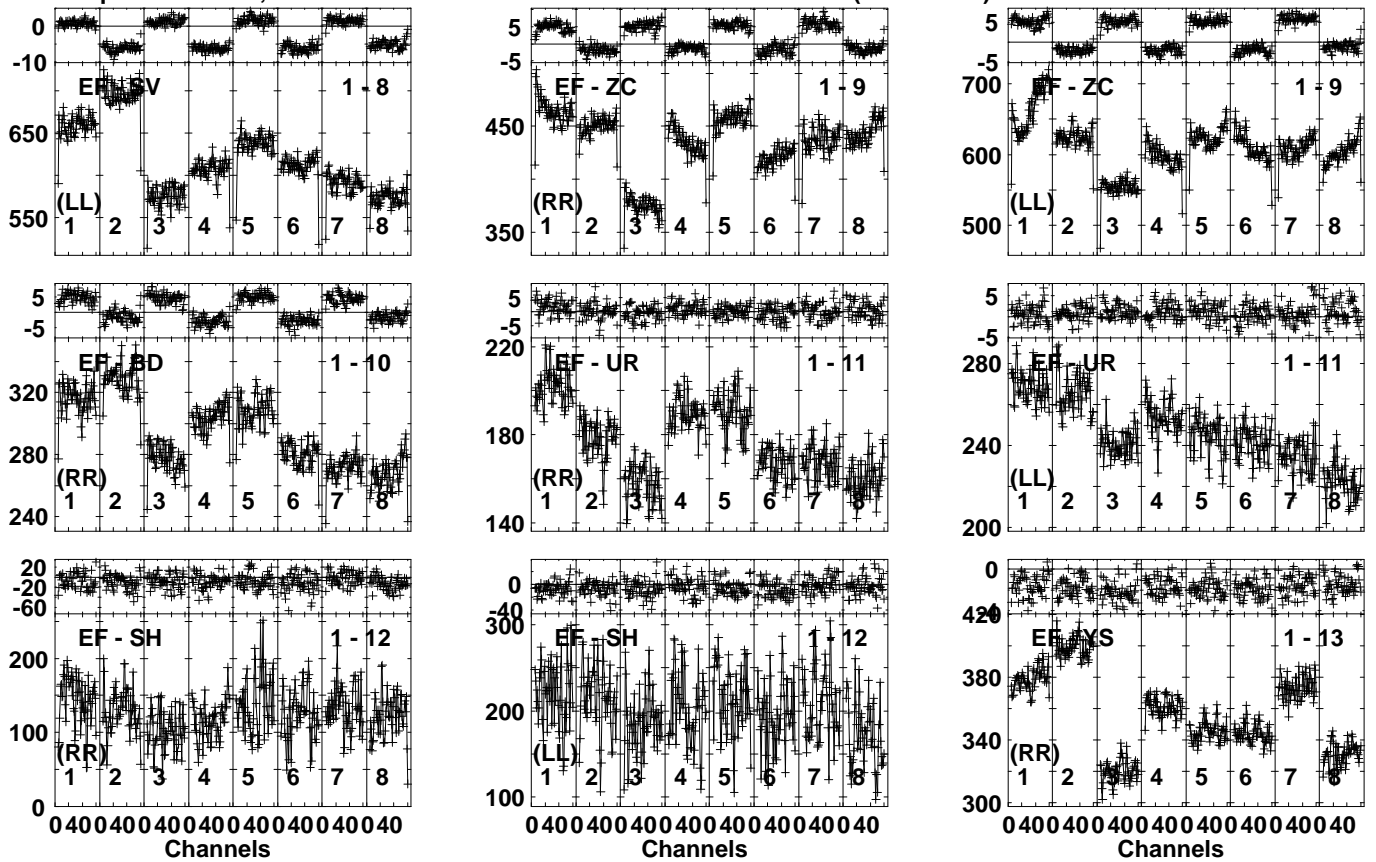 0
-10
EF - SV 1 - 8
650
550
(LL)
1 2 3 4 5 6 7 8
5
-5
EF - ZC 1 - 9
450
350
(RR)
1 2 3 4 5 6 7 8
5
-5
700
EF - ZC 1 - 9
600
500
(LL)
1 2 3 4 5 6 7 8
5
-5
EF - BD 1 - 10
320
280
240
(RR)
1 2 3 4 5 6 7 8
5
-5
220
EF - UR 1 - 11
180
140
(RR)
1 2 3 4 5 6 7 8
5
-5
280
EF - UR 1 - 11
240
200
(LL)
1 2 3 4 5 6 7 8
20
-20
-60
EF - SH 1 - 12
200
100
0
(RR)
1 2 3 4 5 6 7 8
0 40 0 40 0 40 0 40 0 40 0 40 0 40 0 40
Channels
0
-40
300
EF - SH 1 - 12
200
100
(LL)
1 2 3 4 5 6 7 8
0 40 0 40 0 40 0 40 0 40 0 40 0 40 0 40
Channels
0
420
EF - YS 1 - 13
380
340
300
(RR)
1 2 3 4 5 6 7 8
0 40 0 40 0 40 0 40 0 40 0 40 0 40 0 40
Channels